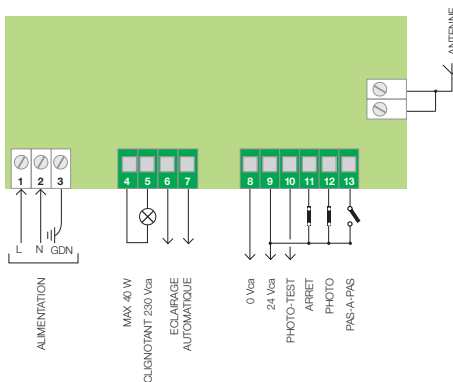 ANTENNE
1 2 3
4 5 6 7
8 9 10 11 12 13
L N GDN
ALIMENTATION
MAX 40 W
CLIGNOTANT 230 Vca
ECLAIRAGE
AUTOMATIQUE
0 Vca
24 Vca
PHOTO-TEST
ARRET
PHOTO
PAS-A-PAS